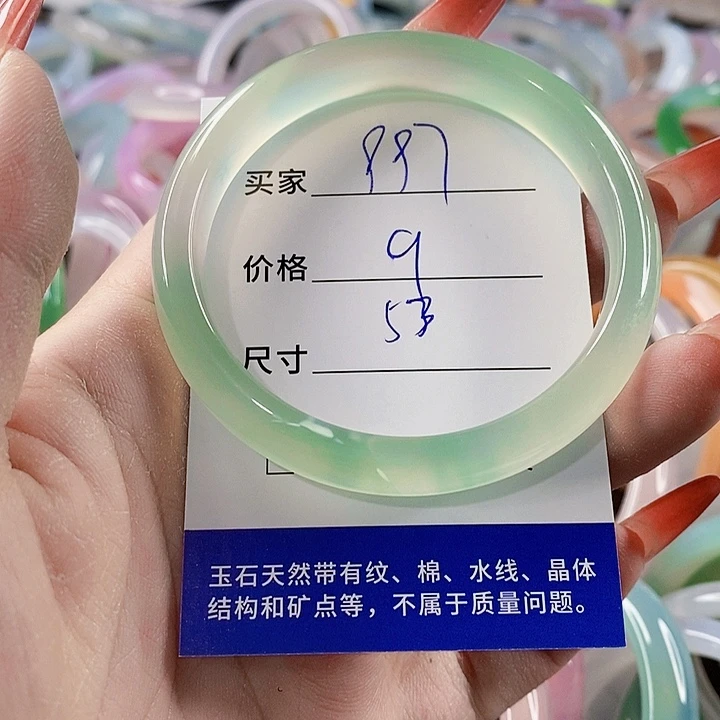 买家
价格 9
尺寸 53
玉石天然带有纹、棉、水线、晶体
结构和矿点等，不属于质量问题。